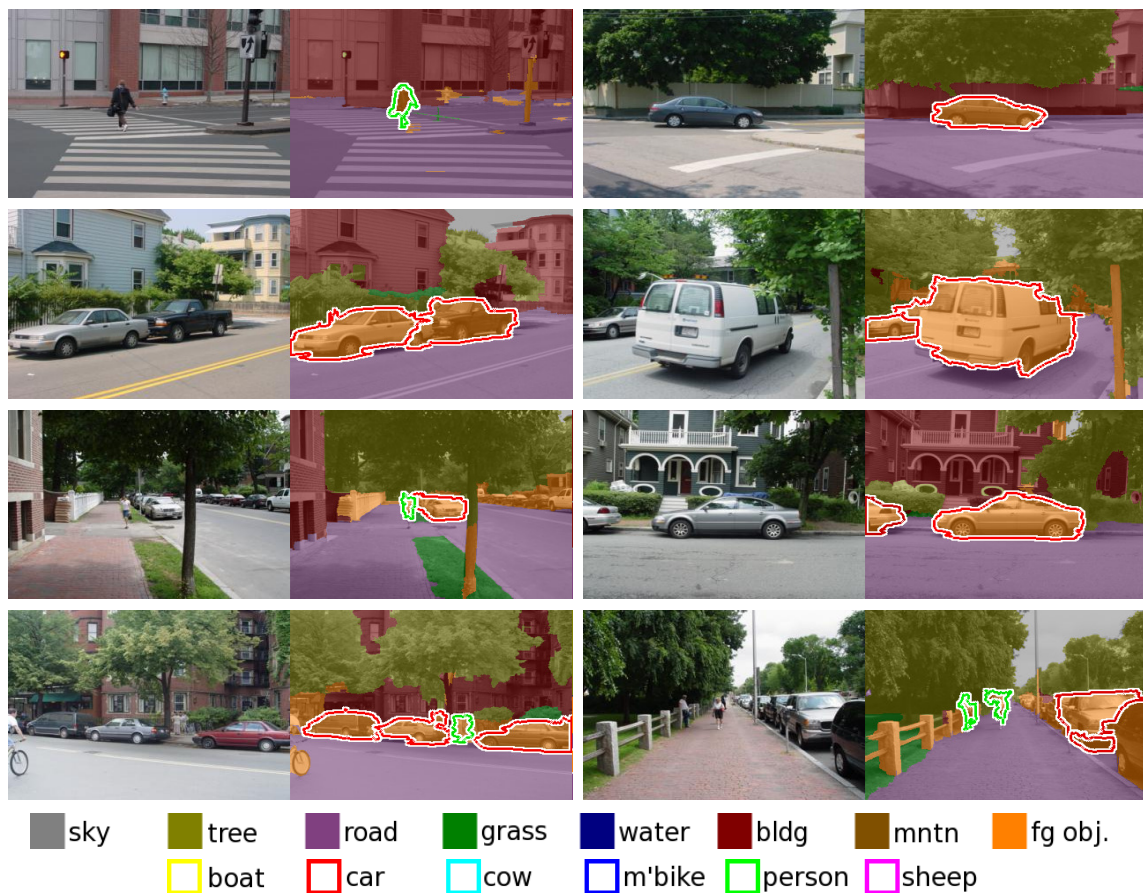 sky tree road grass water bldg mntn fg obj.
boat car cow m'bike person sheep